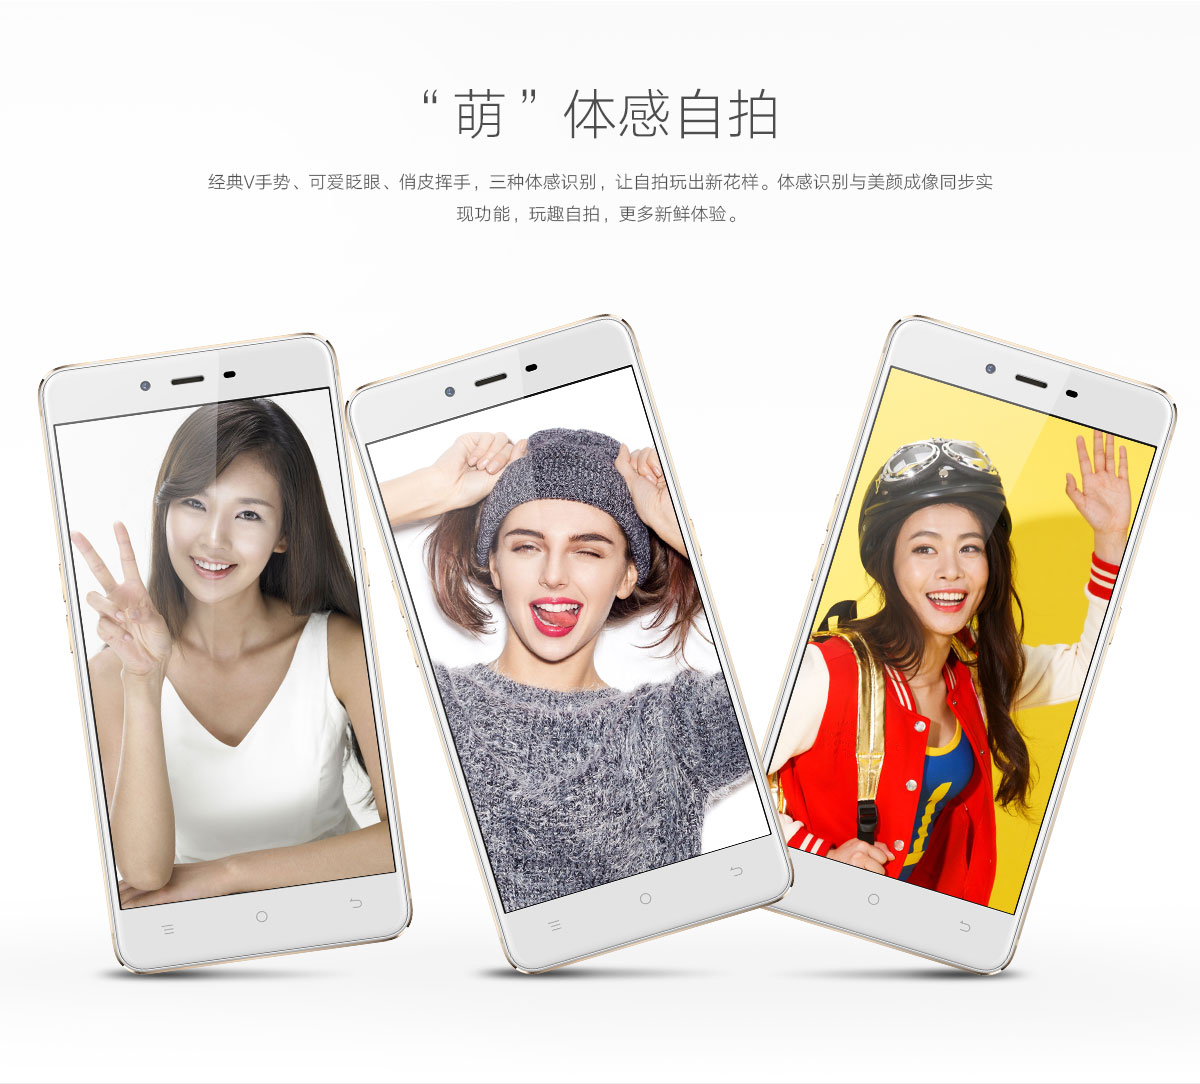 “萌”体感自拍
经典V手势、可爱眨眼、俏皮挥手，三种体感识别，让自拍玩出新花样。体感识别与美颜成像同步实
现功能，玩趣自拍，更多新鲜体验。